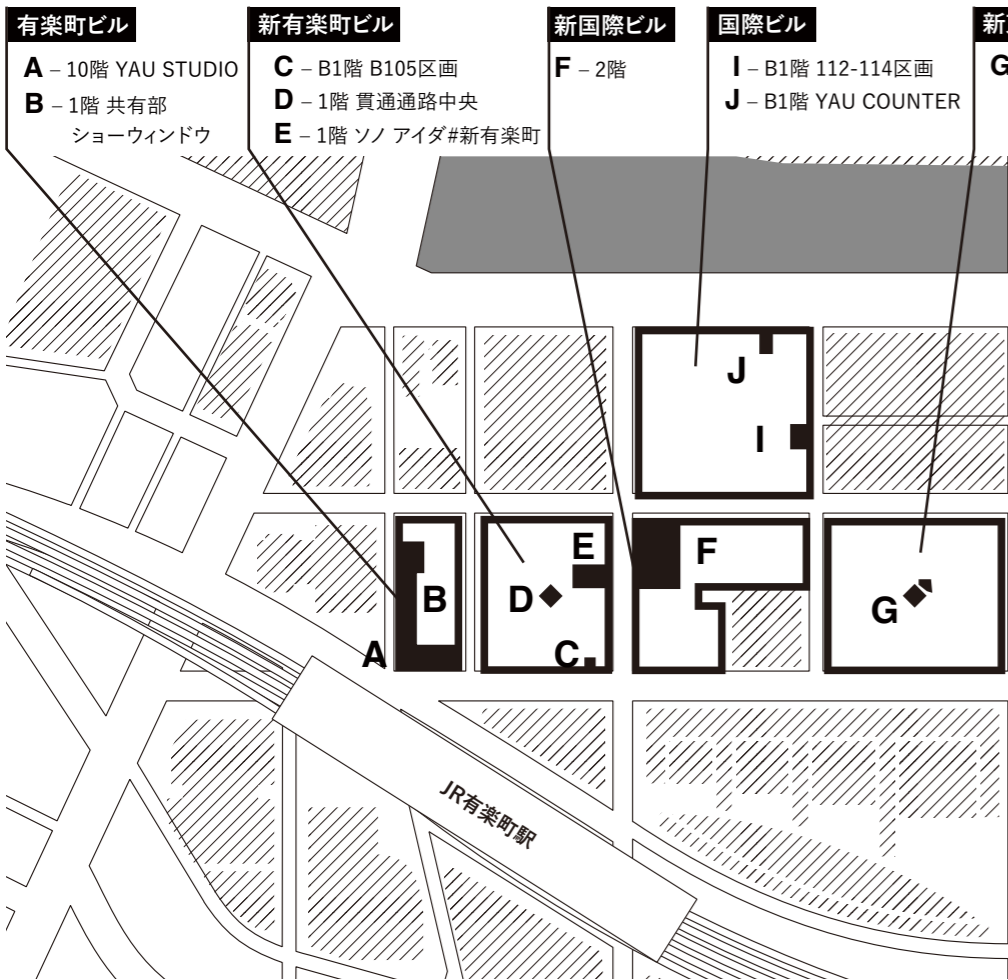 有楽町ビル
A – 10階 YAU STUDIO
B – 1階 共有部
ショーウィンドウ
新有楽町ビル
C – B1階 B105区画
D – 1階 貫通通路中央
E – 1階 ソノ アイダ#新有楽町
新国際ビル
F – 2階
国際ビル
I – B1階 112-114区画
J – B1階 YAU COUNTER
新
G
J
I
E
F
B
D
G
A
C
JR有楽町駅